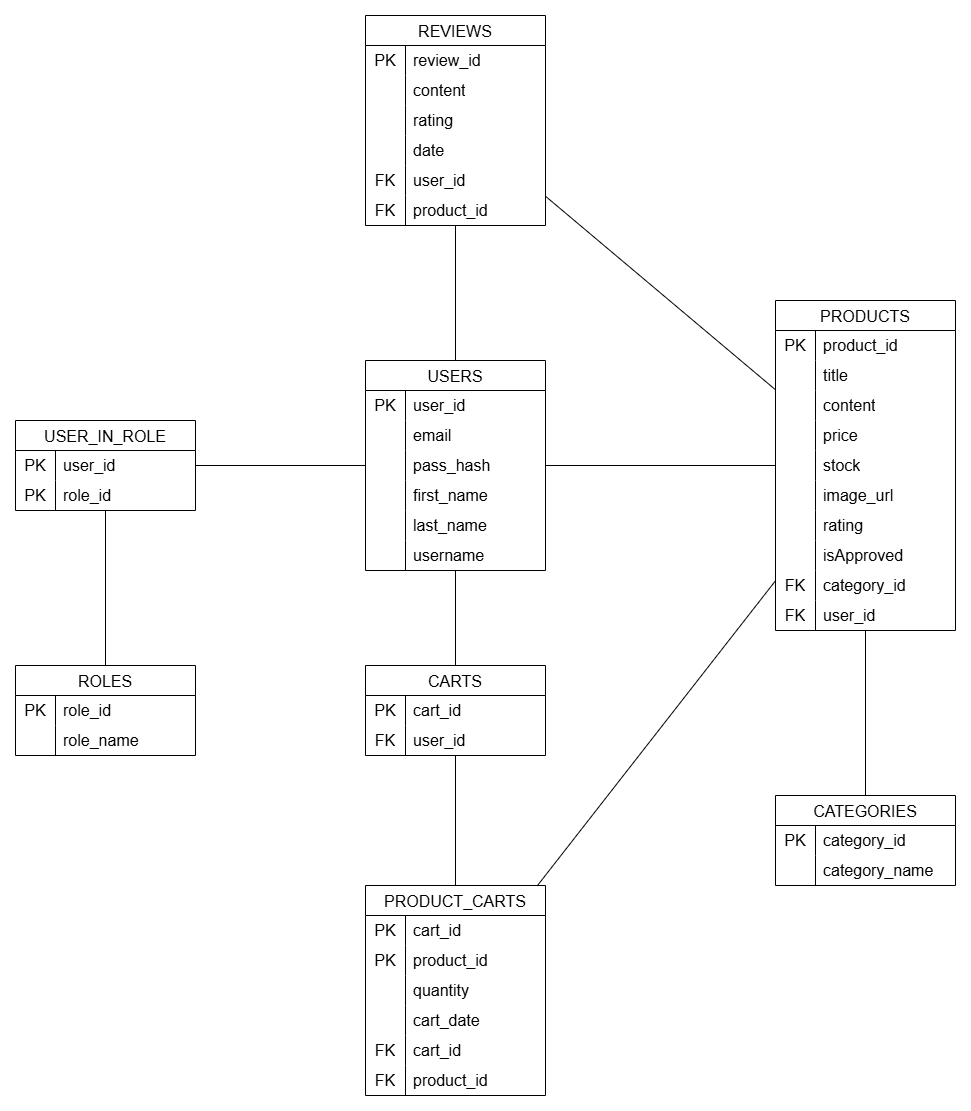 REVIEWS
PK review_id
content
rating
date
FK user_id
FK product_id
PRODUCTS
PK product_id
title
content
price
stock
image_url
rating
isApproved
FK category_id
FK user_id
USERS
PK user_id
email
pass_hash
first_name
last_name
username
USER_IN_ROLE
PK user_id
PK role_id
ROLES
PK role_id
role_name
CARTS
PK cart_id
FK user_id
CATEGORIES
PK category_id
category_name
PRODUCT_CARTS
PK cart_id
PK product_id
quantity
cart_date
FK cart_id
FK product_id